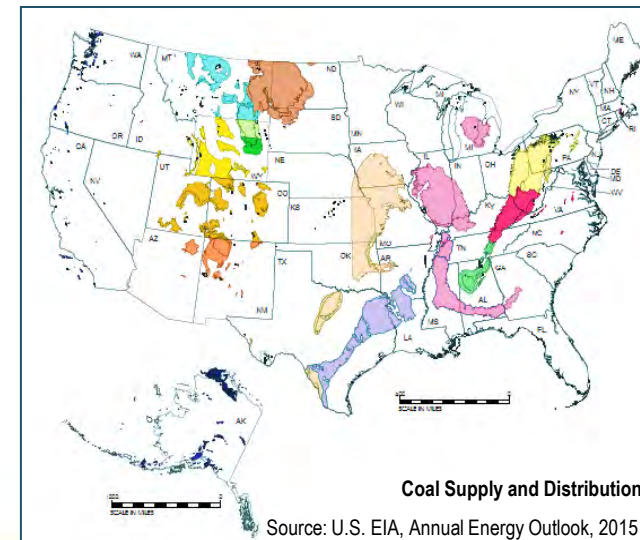 WA
MT
ND
ME
OR
ID
SD
MN
WI
MI
NY
VT
NH
MA
CT
RI
CA
NV
UT
WY
NE
IA
IL
IN
OH
PA
MI
DE
MD
WV
CO
KS
MO
KY
VA
AZ
NM
OK
AR
TN
NC
SC
TX
LA
MS
AL
GA
FL
AK
SCALE IN MILES
SCALE IN MILES
Coal Supply and Distribution
Source: U.S. EIA, Annual Energy Outlook, 2015